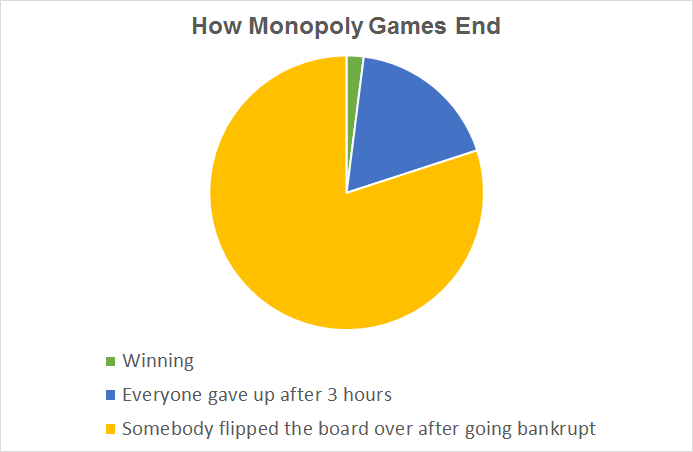 How Monopoly Games End
Winning
Everyone gave up after 3 hours
Somebody flipped the board over after going bankrupt